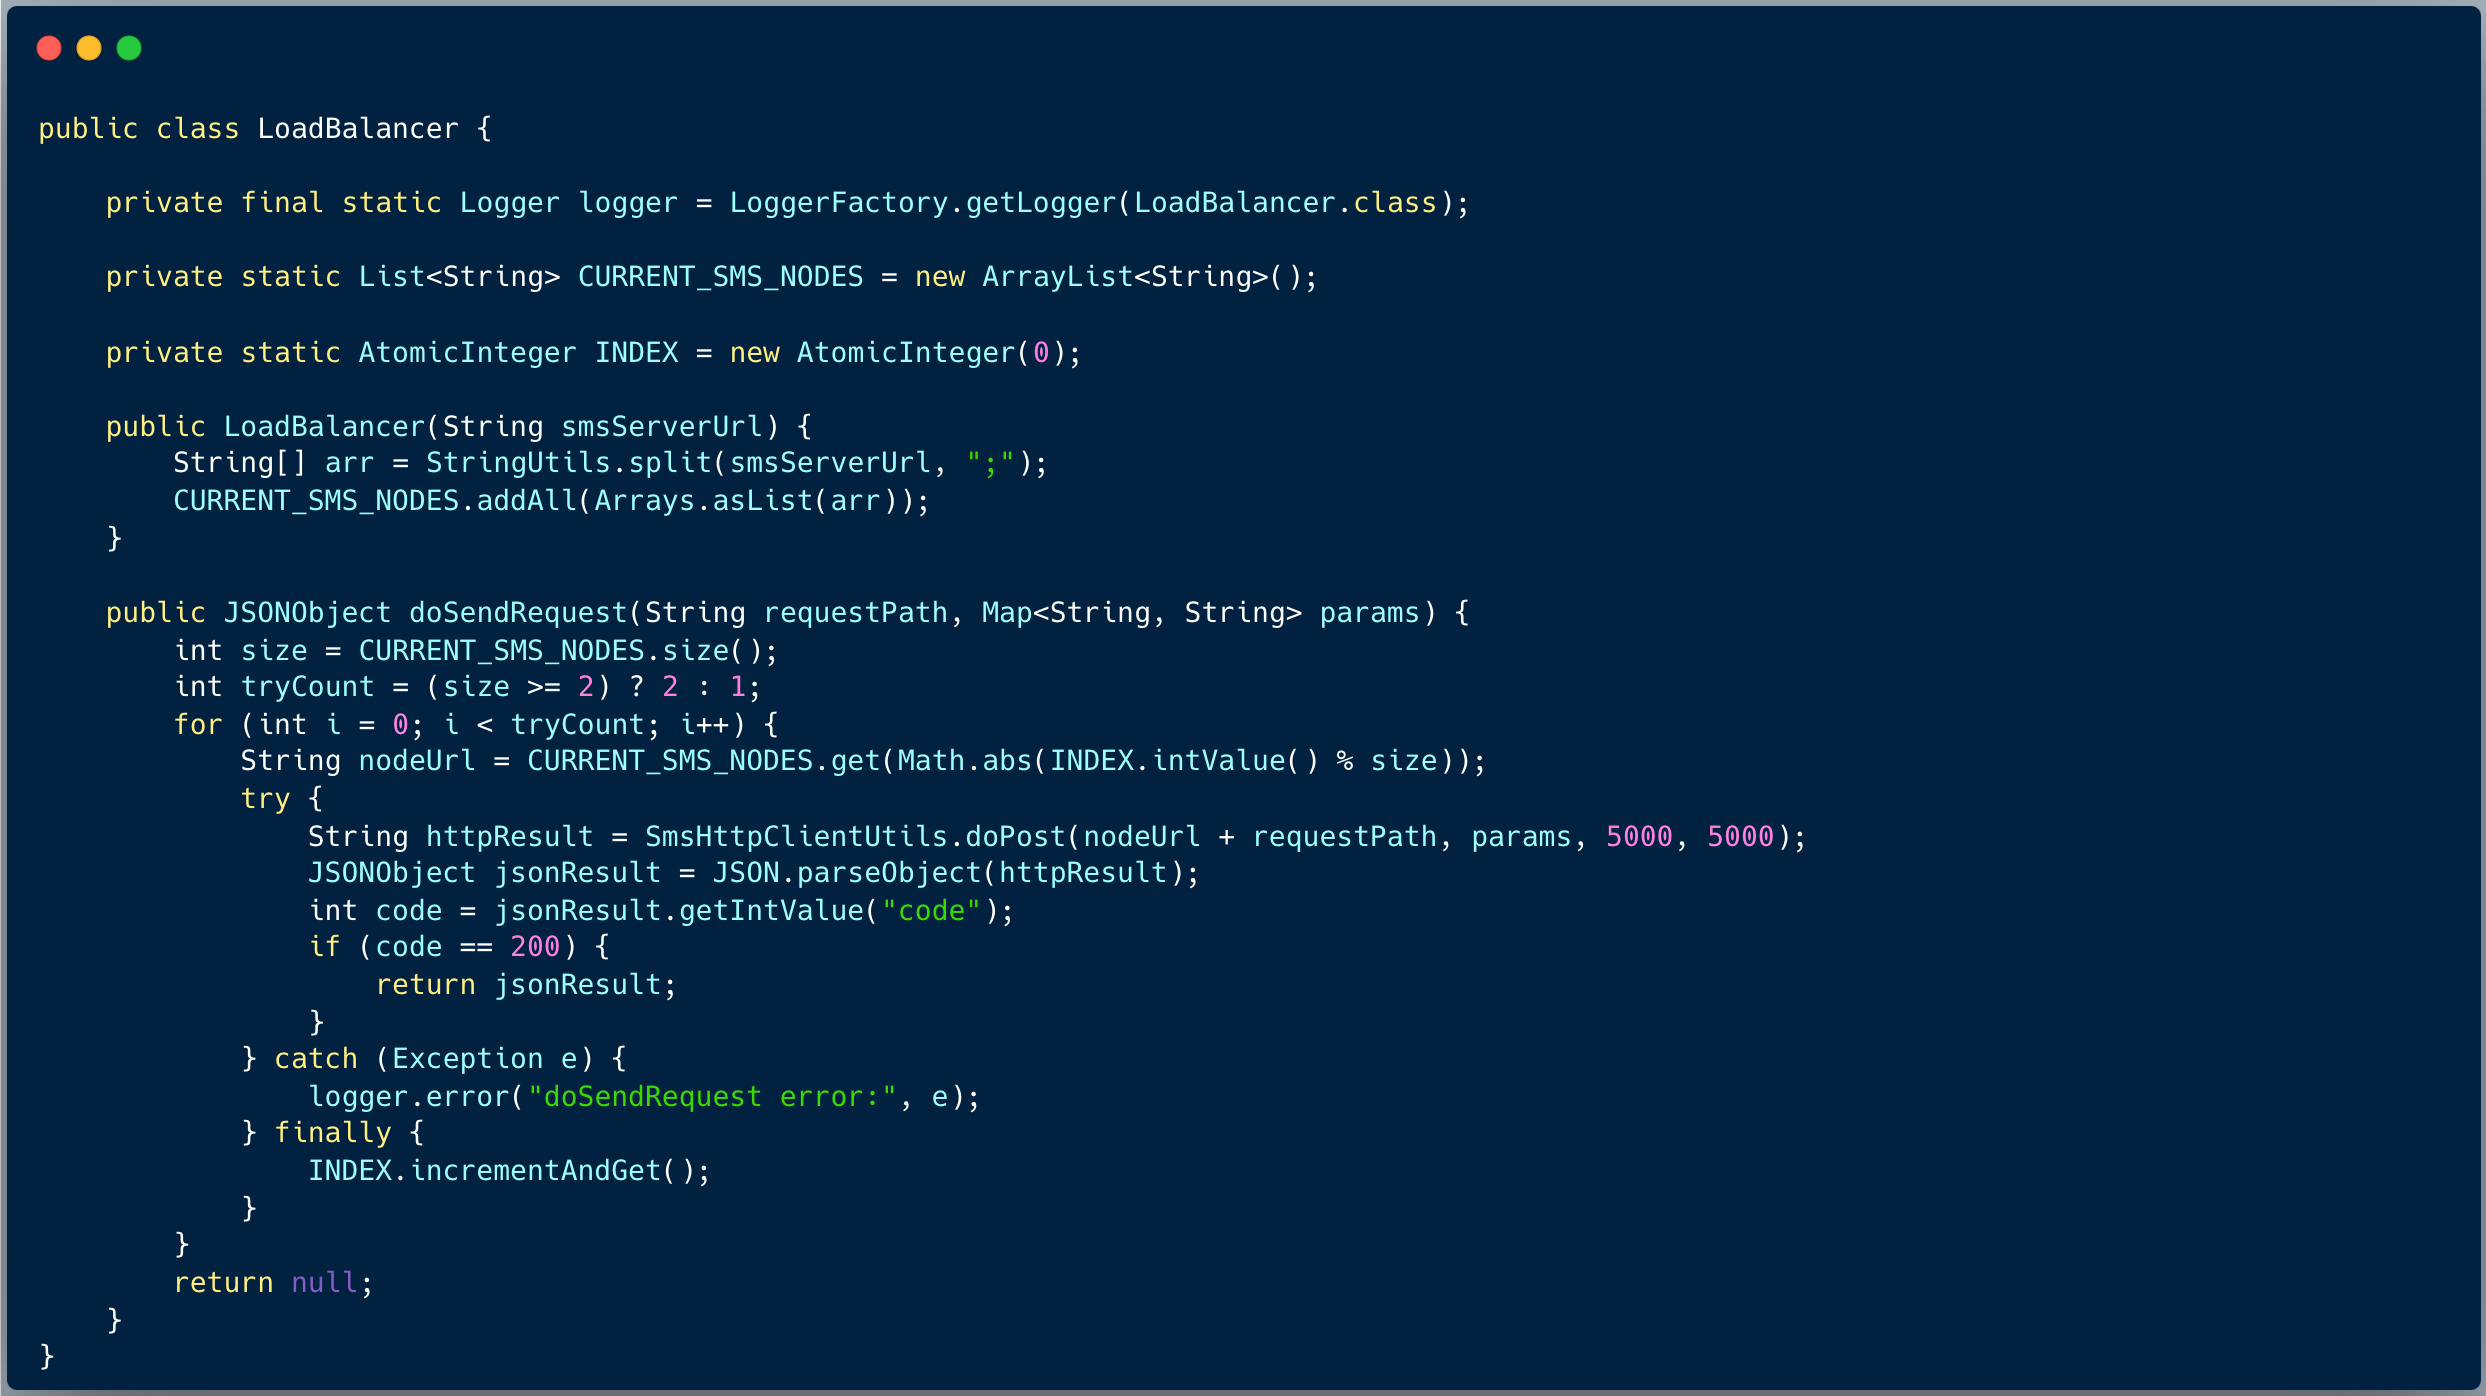 public class LoadBalancer {
    private final static Logger logger = LoggerFactory.getLogger(LoadBalancer.class);
    private static List<String> CURRENT_SMS_NODES = new ArrayList<String>();
    private static AtomicInteger INDEX = new AtomicInteger(0);
    public LoadBalancer(String smsServerUrl) {
        String[] arr = StringUtils.split(smsServerUrl, ";");
        CURRENT_SMS_NODES.addAll(Arrays.asList(arr));
    }
    public JSONObject doSendRequest(String requestPath, Map<String, String> params) {
        int size = CURRENT_SMS_NODES.size();
        int tryCount = (size >= 2) ? 2 : 1;
        for (int i = 0; i < tryCount; i++) {
            String nodeUrl = CURRENT_SMS_NODES.get(Math.abs(INDEX.intValue() % size));
            try {
                String httpResult = SmsHttpClientUtils.doPost(nodeUrl + requestPath, params, 5000, 5000);
                JSONObject jsonResult = JSON.parseObject(httpResult);
                int code = jsonResult.getIntValue("code");
                if (code == 200) {
                    return jsonResult;
                }
            } catch (Exception e) {
                logger.error("doSendRequest error:", e);
            } finally {
                INDEX.incrementAndGet();
            }
        }
        return null;
    }
}